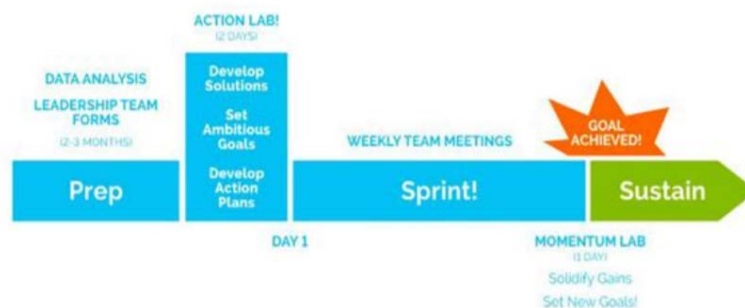 ACTION LAB!
(2 DAYS)
DATA ANALYSIS
LEADERSHIP TEAM
FORMS
(2-3 MONTHS)
Prep
Develop
Solutions
Set
Ambitious
Goals
Develop
Action
Plans
DAY 1
WEEKLY TEAM MEETINGS
Sprint!
GOAL
ACHIEVED!
Sustain
MOMENTUM LAB
(1 DAY)
Solidify Gains
Set New Goals!